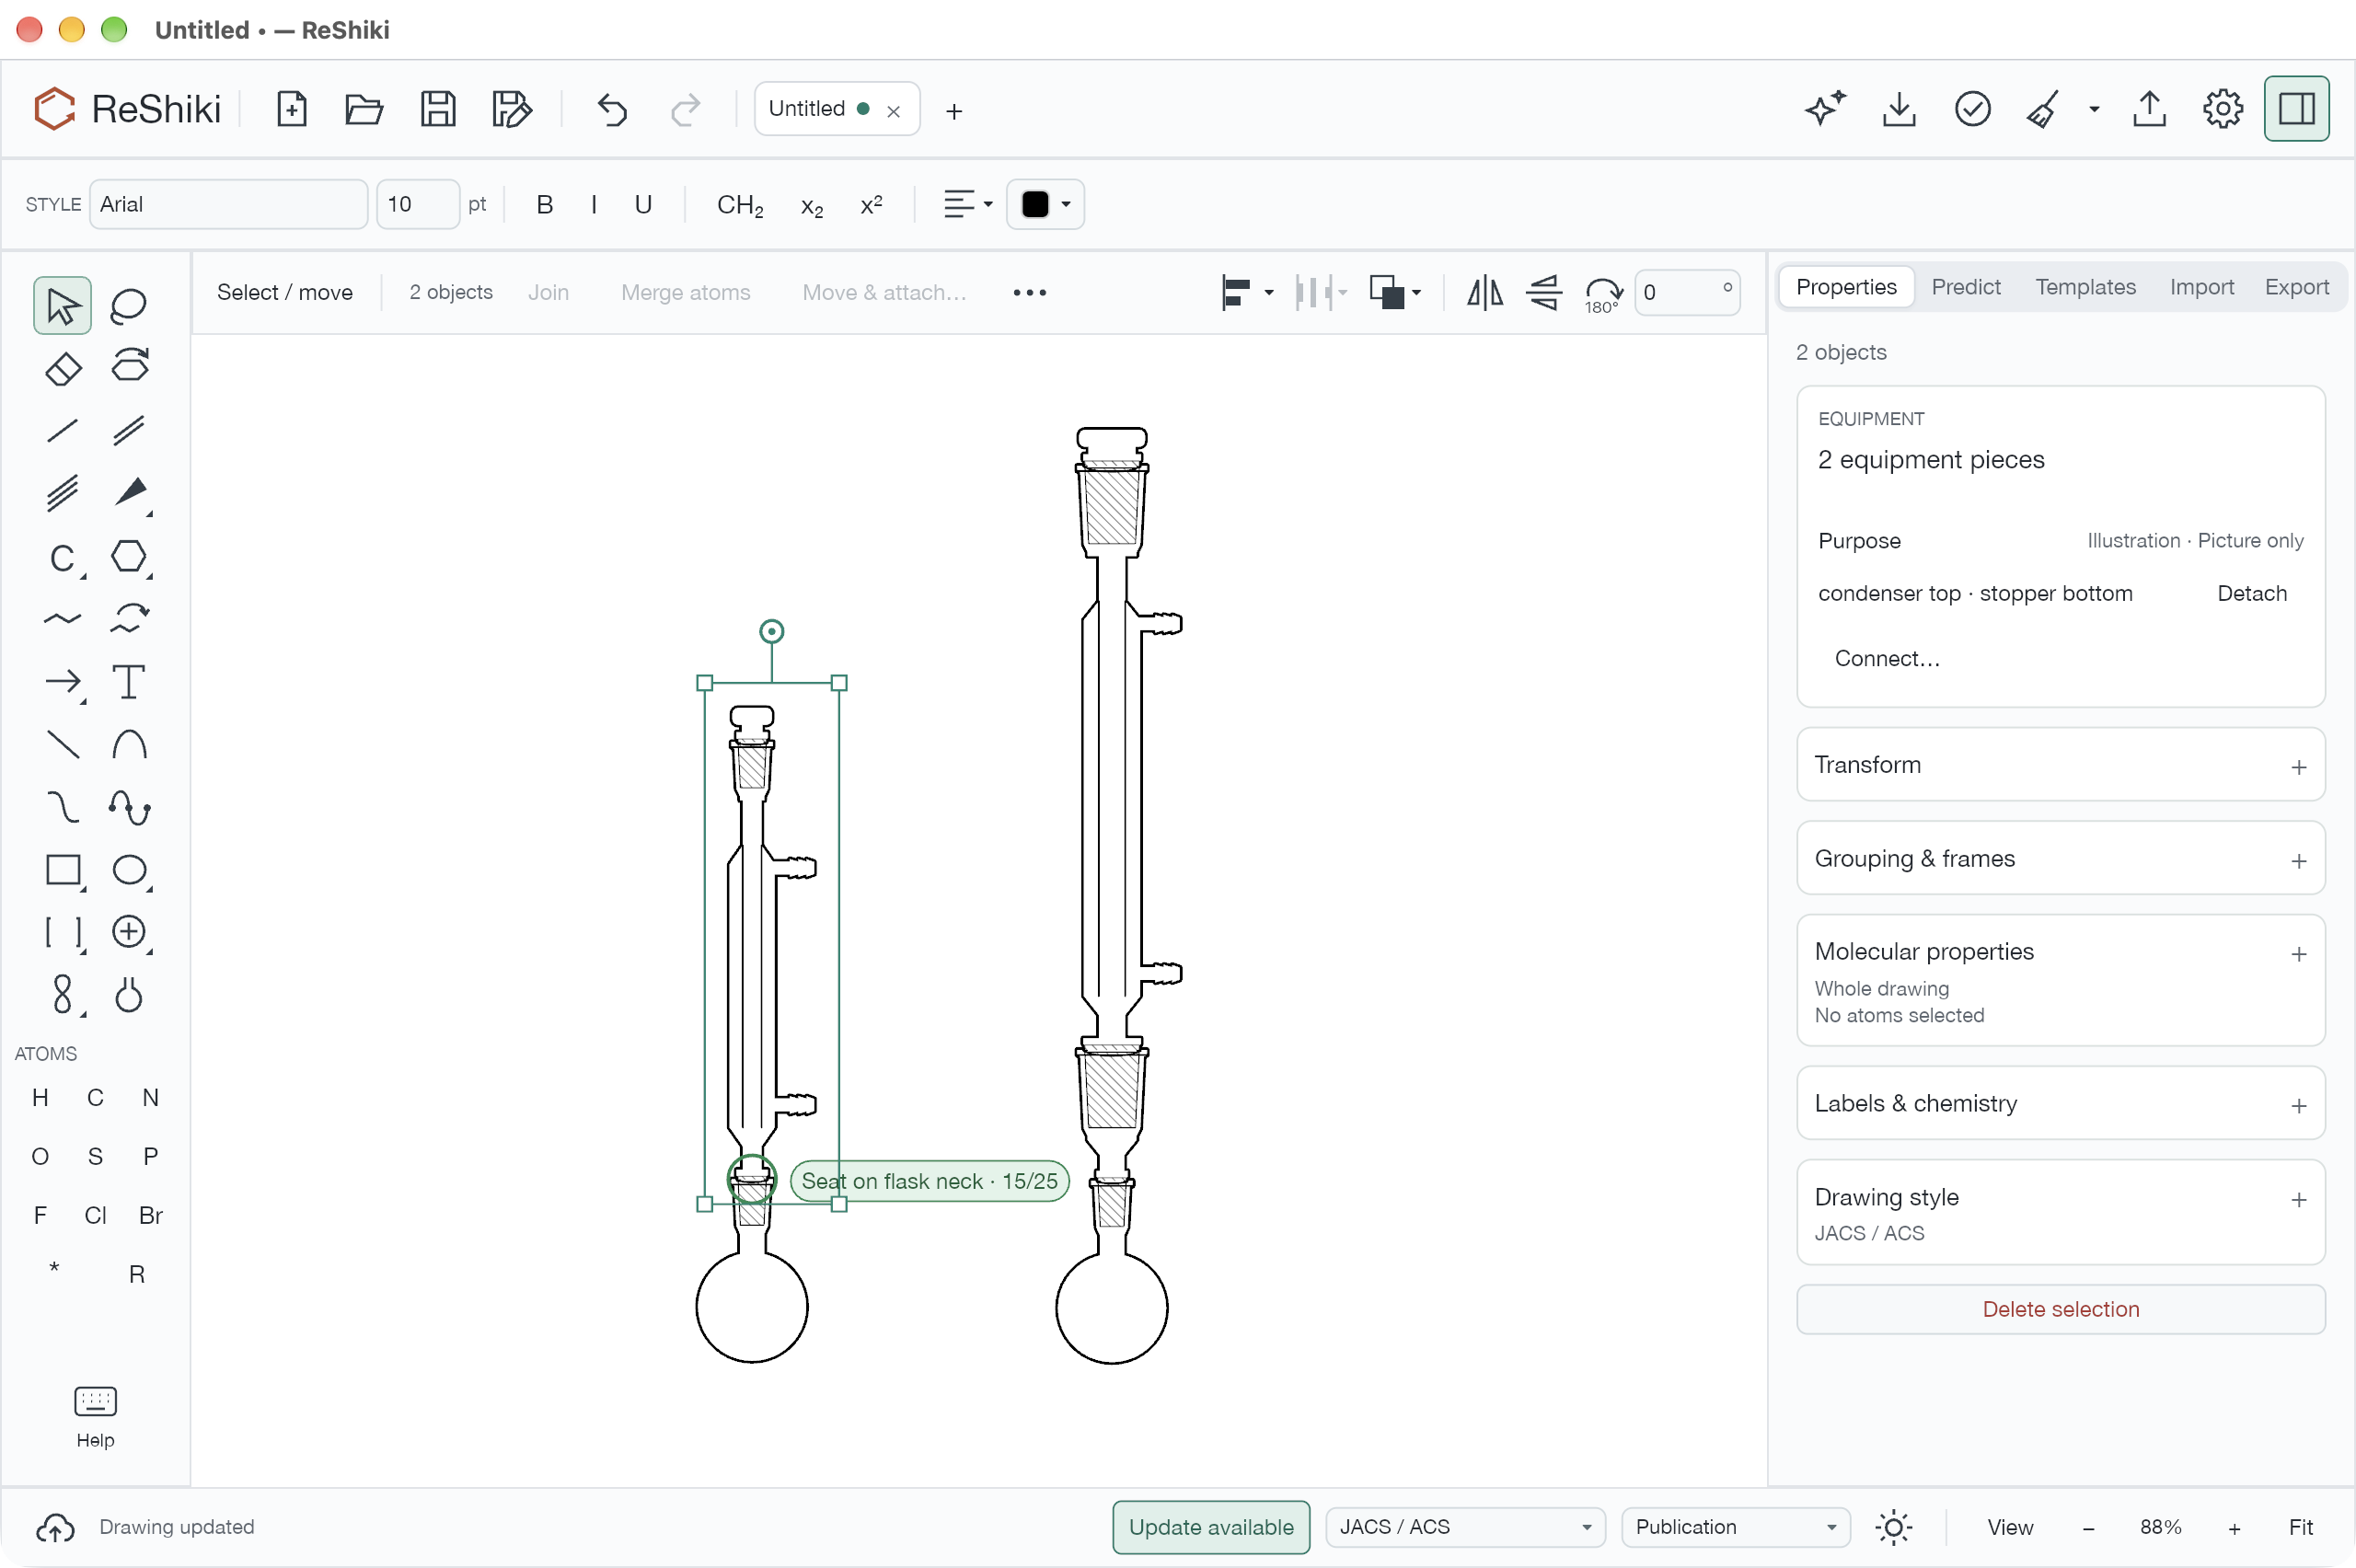 Untitled • — ReShiki
ReShiki
Untitled
STYLE Arial 10 pt B I U CH₂ x₂ x²
Select / move 2 objects Join Merge atoms Move & attach... 180° 0 °
Properties Predict Templates Import Export
2 objects
EQUIPMENT
2 equipment pieces
Purpose Illustration · Picture only
condenser top · stopper bottom Detach
Connect...
Transform
Grouping & frames
Molecular properties
Whole drawing
No atoms selected
Labels & chemistry
Drawing style
JACS / ACS
Delete selection
C
T
ATOMS
H C N
O S P
F Cl Br
* R
Help
Seat on flask neck · 15/25
Drawing updated Update available JACS / ACS Publication View − 88% + Fit